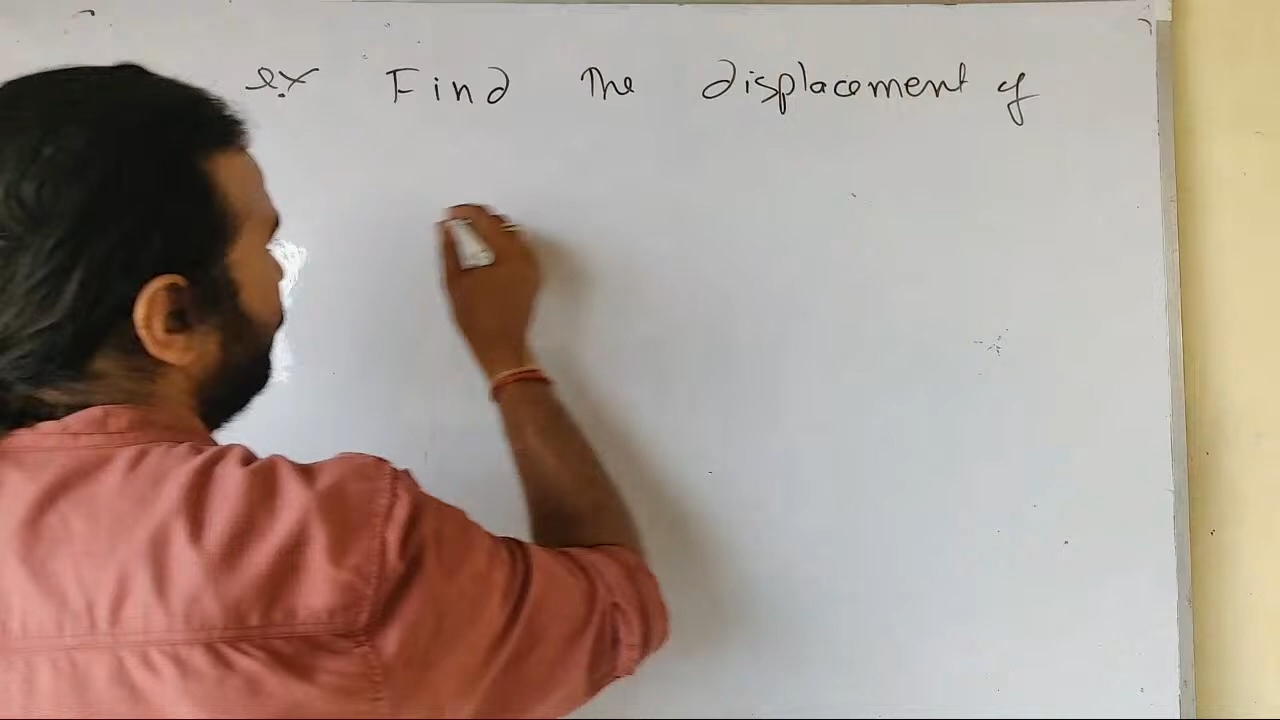 ex Find The displacement of